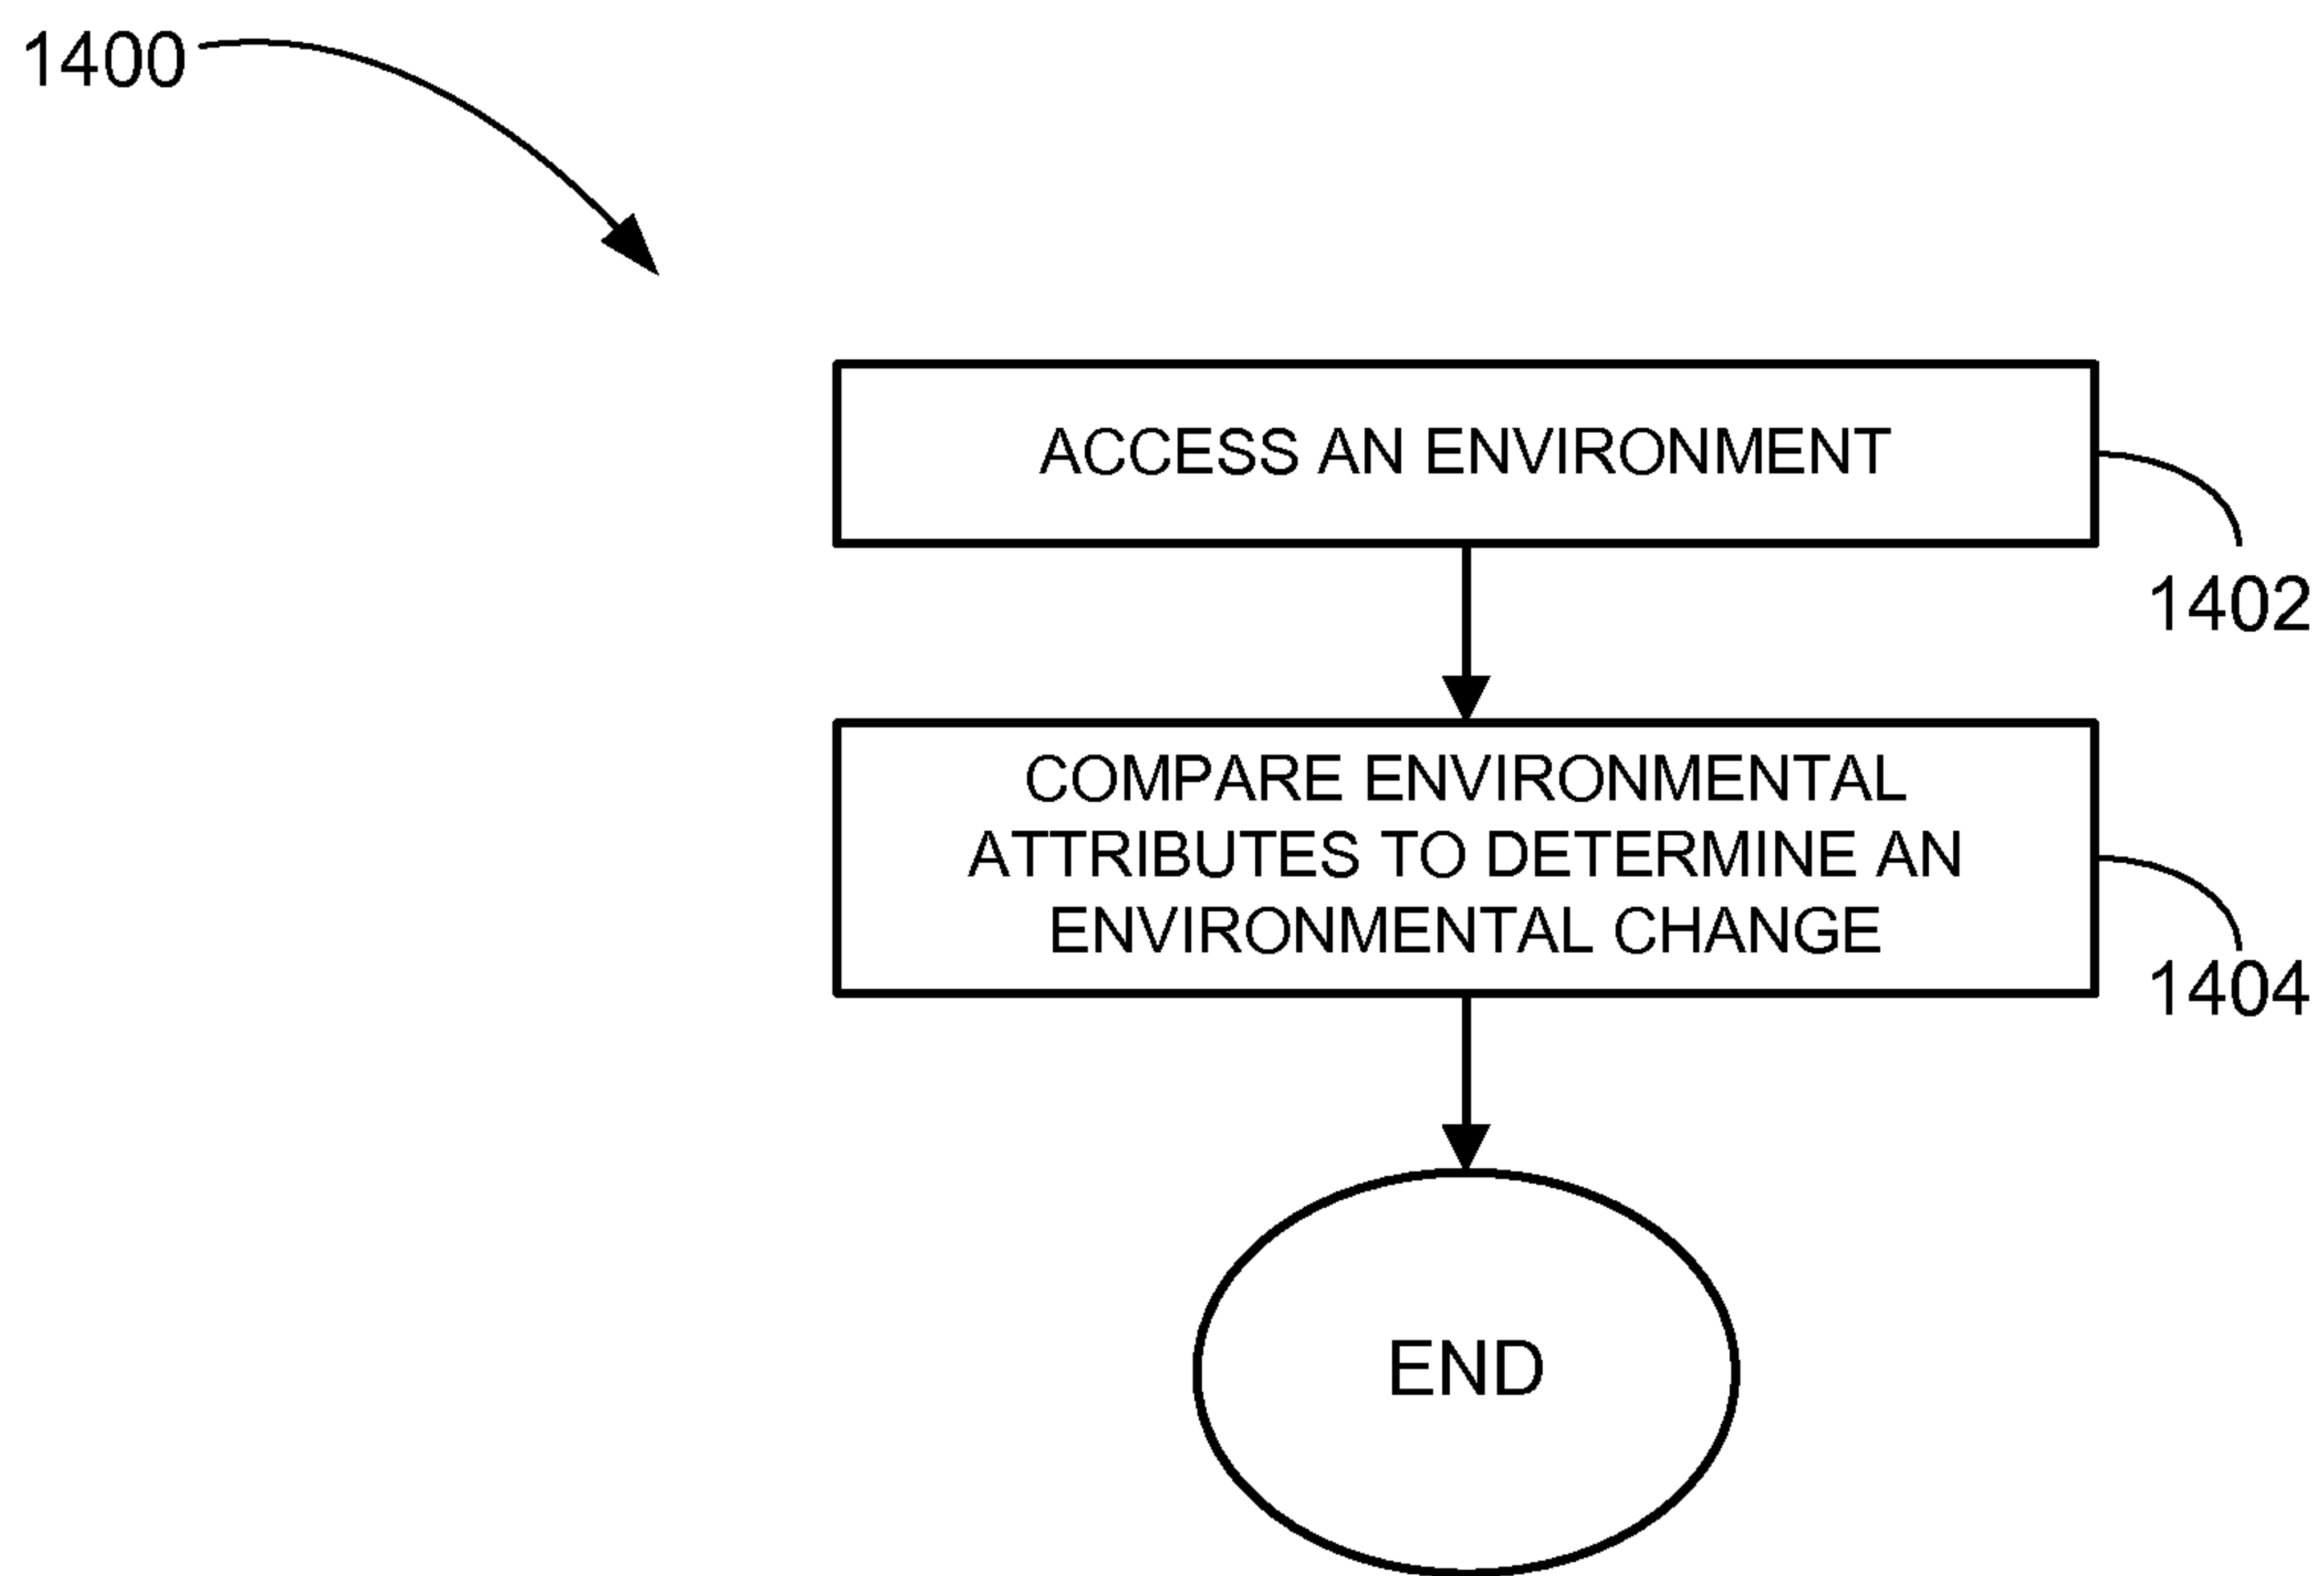 1400
ACCESS AN ENVIRONMENT
1402
COMPARE ENVIRONMENTAL
ATTRIBUTES TO DETERMINE AN
ENVIRONMENTAL CHANGE
1404
END